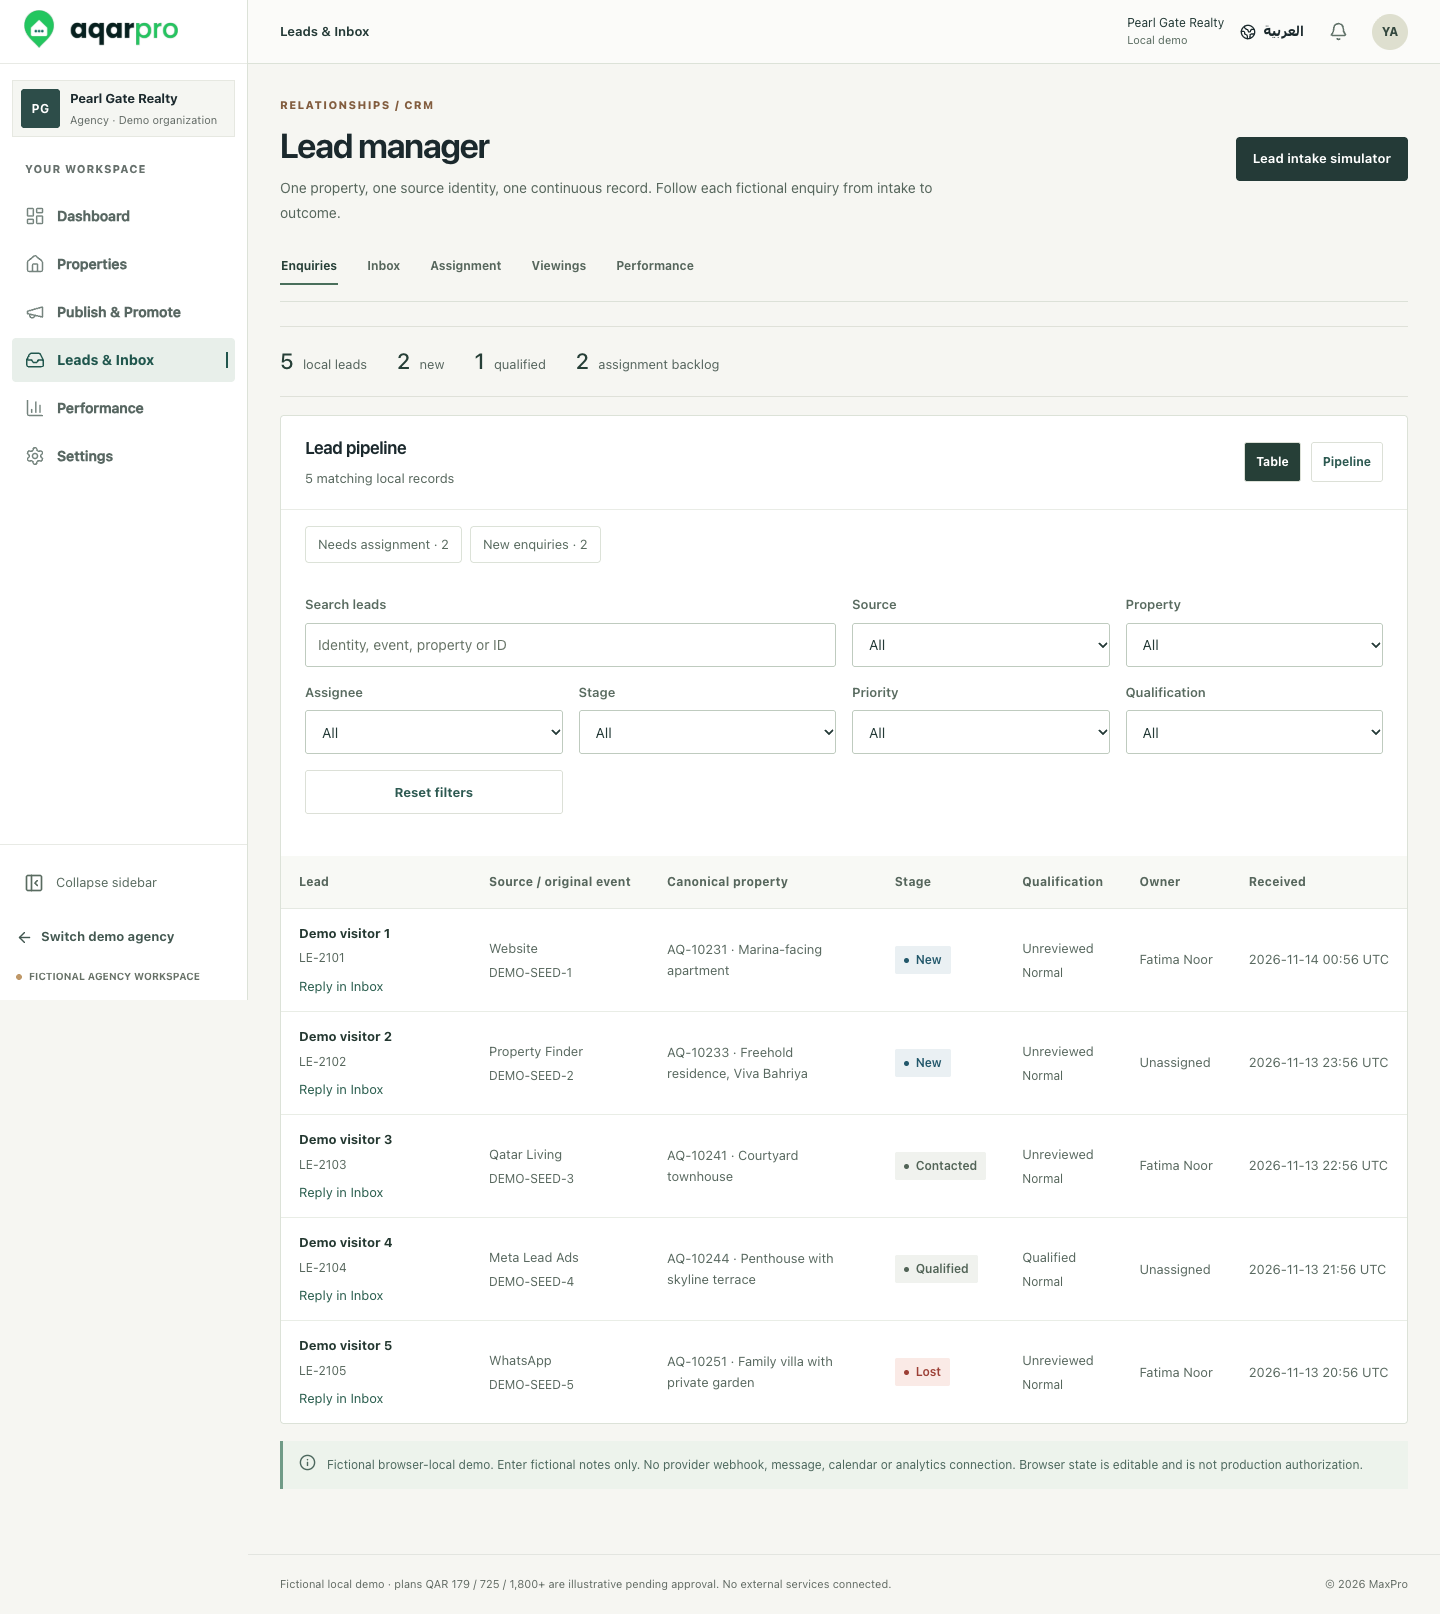 aqarpro
Leads & Inbox
Pearl Gate Realty
Local demo
العربية
YA
PG
Pearl Gate Realty
Agency · Demo organization
YOUR WORKSPACE
Dashboard
Properties
Publish & Promote
Leads & Inbox
Performance
Settings
Collapse sidebar
Switch demo agency
FICTIONAL AGENCY WORKSPACE
RELATIONSHIPS / CRM
Lead manager
One property, one source identity, one continuous record. Follow each fictional enquiry from intake to
outcome.
Lead intake simulator
Enquiries Inbox Assignment Viewings Performance
5 local leads 2 new 1 qualified 2 assignment backlog
Lead pipeline
5 matching local records
Table Pipeline
Needs assignment · 2 New enquiries · 2
Search leads Source Property
Identity, event, property or ID All All
Assignee Stage Priority Qualification
All All All All
Reset filters
Lead Source / original event Canonical property Stage Qualification Owner Received
Demo visitor 1
LE-2101
Reply in Inbox
Website
DEMO-SEED-1
AQ-10231 · Marina-facing
apartment
New
Unreviewed
Normal
Fatima Noor
2026-11-14 00:56 UTC
Demo visitor 2
LE-2102
Reply in Inbox
Property Finder
DEMO-SEED-2
AQ-10233 · Freehold
residence, Viva Bahriya
New
Unreviewed
Normal
Unassigned
2026-11-13 23:56 UTC
Demo visitor 3
LE-2103
Reply in Inbox
Qatar Living
DEMO-SEED-3
AQ-10241 · Courtyard
townhouse
Contacted
Unreviewed
Normal
Fatima Noor
2026-11-13 22:56 UTC
Demo visitor 4
LE-2104
Reply in Inbox
Meta Lead Ads
DEMO-SEED-4
AQ-10244 · Penthouse with
skyline terrace
Qualified
Qualified
Normal
Unassigned
2026-11-13 21:56 UTC
Demo visitor 5
LE-2105
Reply in Inbox
WhatsApp
DEMO-SEED-5
AQ-10251 · Family villa with
private garden
Lost
Unreviewed
Normal
Fatima Noor
2026-11-13 20:56 UTC
Fictional browser-local demo. Enter fictional notes only. No provider webhook, message, calendar or analytics connection. Browser state is editable and is not production authorization.
Fictional local demo · plans QAR 179 / 725 / 1,800+ are illustrative pending approval. No external services connected.
© 2026 MaxPro